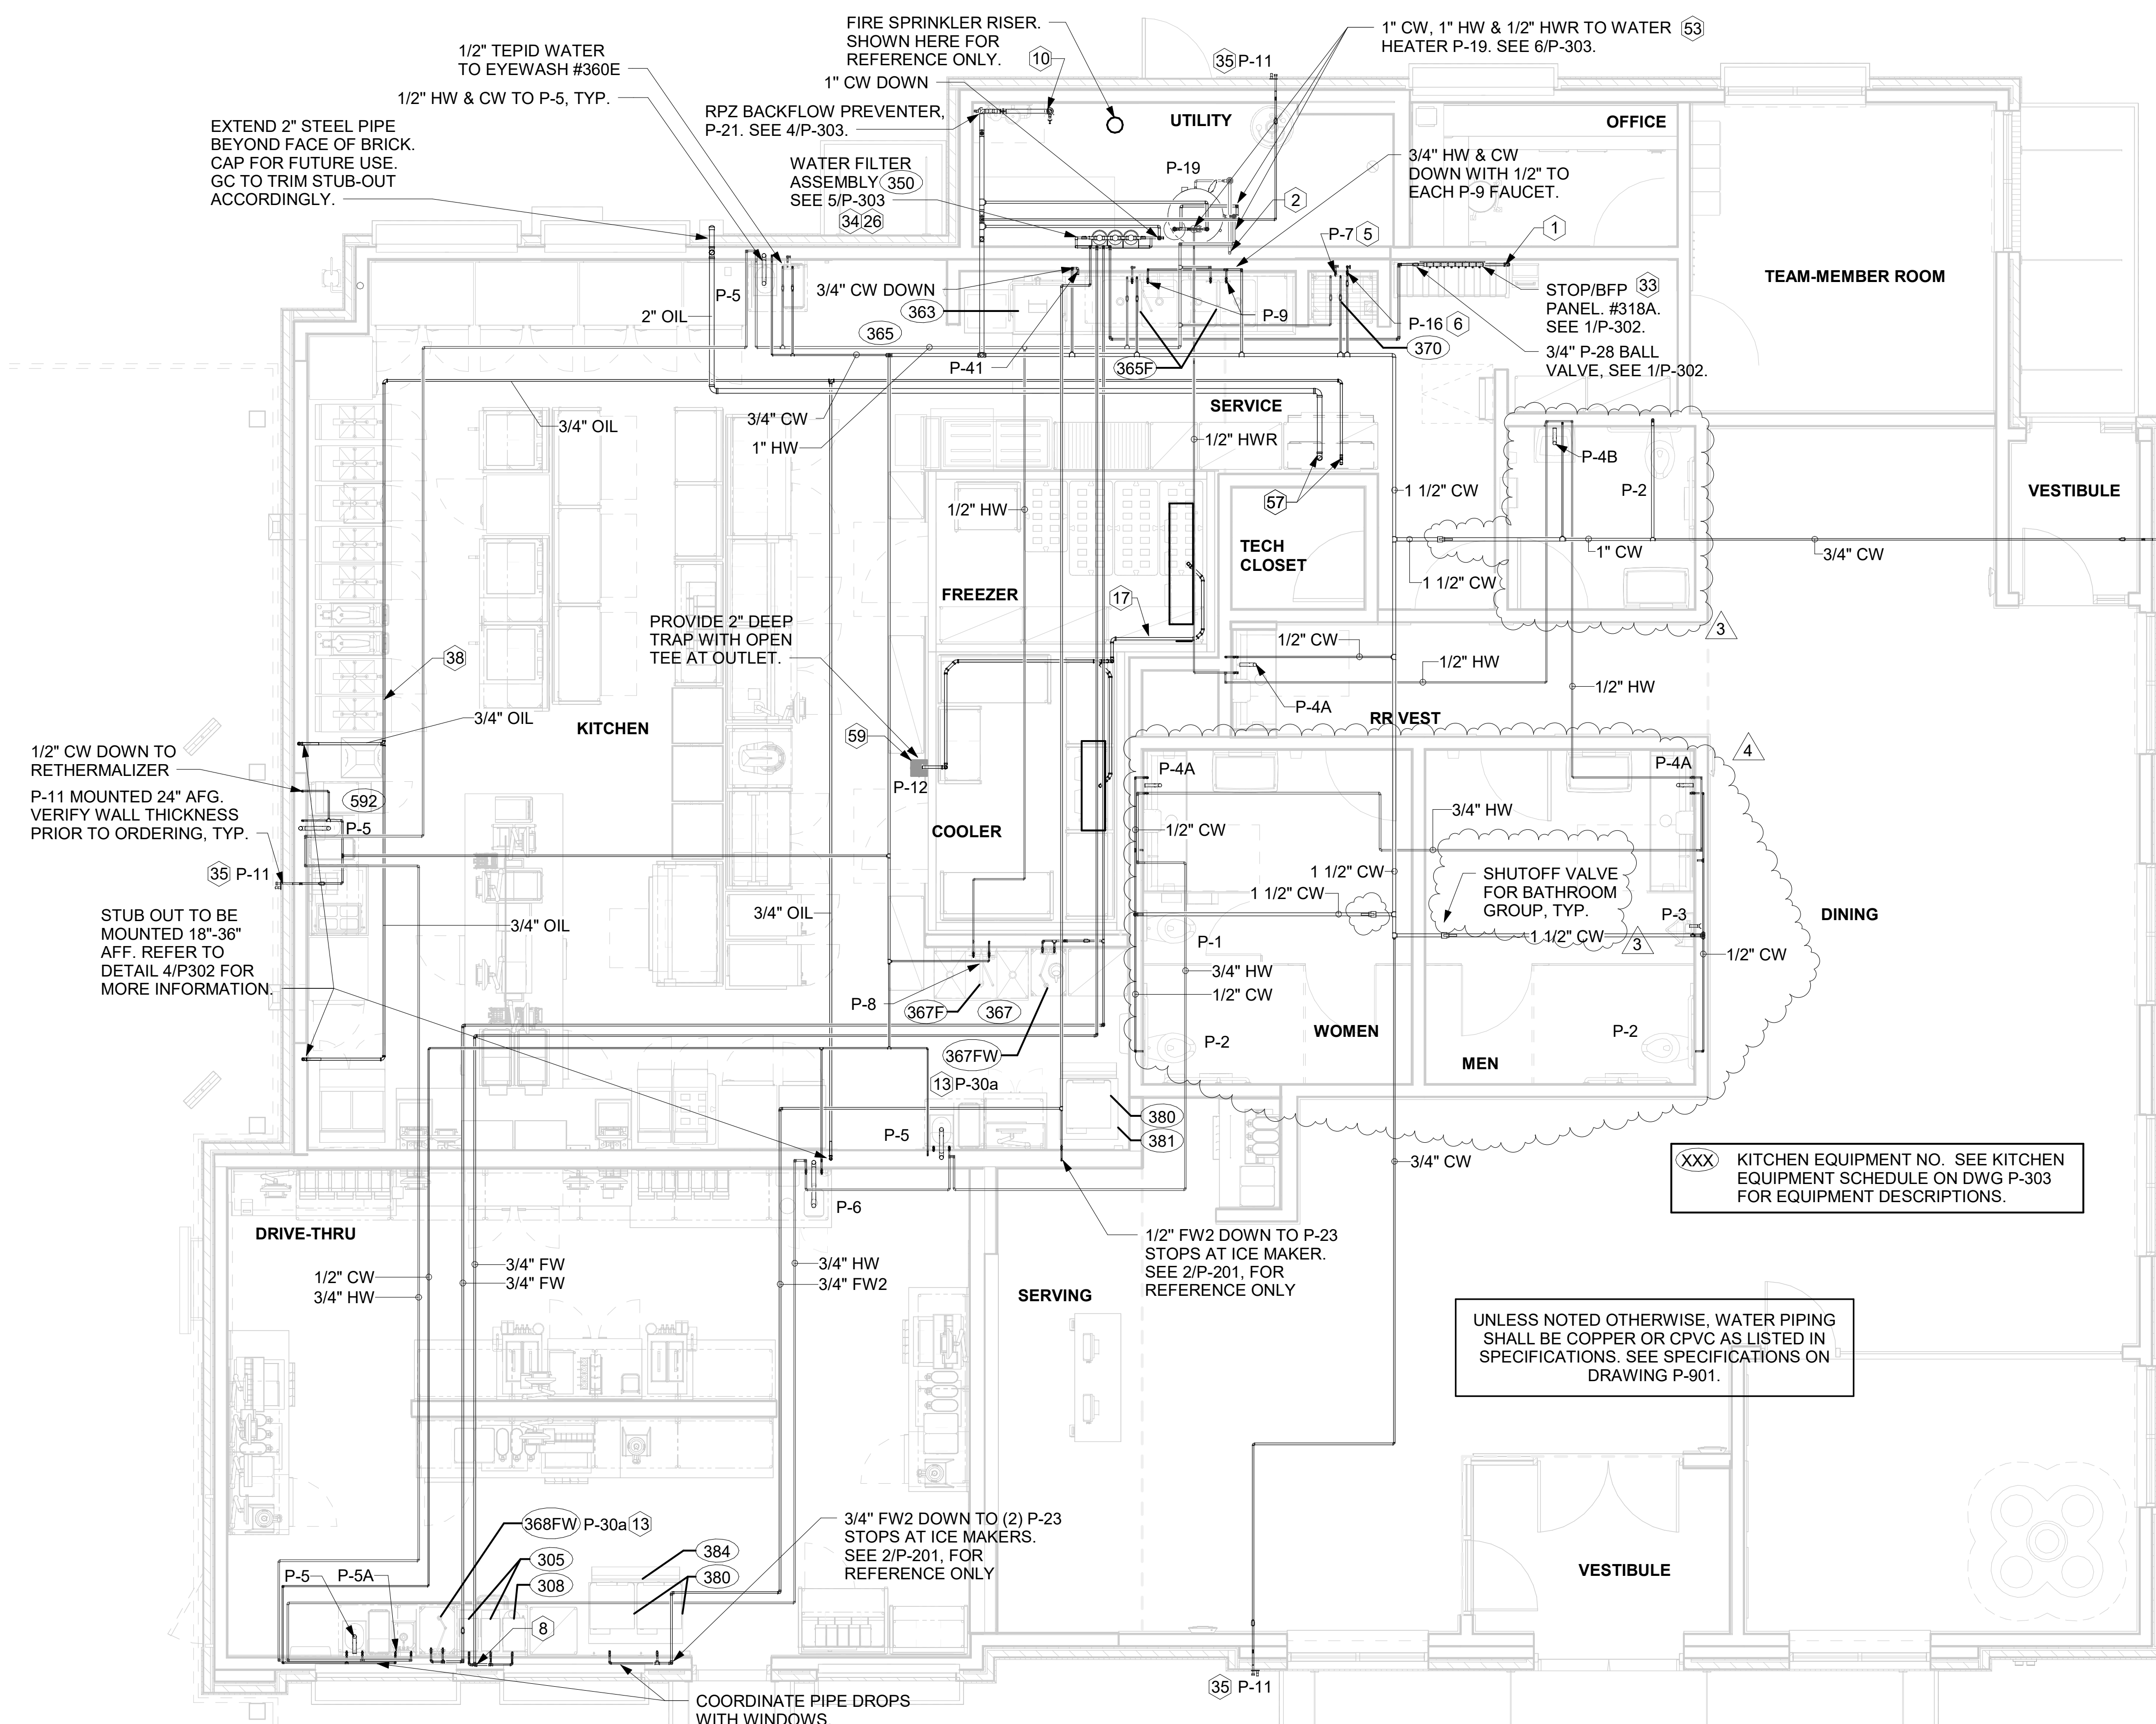 FIRE SPRINKLER RISER.
SHOWN HERE FOR
REFERENCE ONLY.
10
35 P-11
1" CW, 1" HW & 1/2" HWR TO WATER 53
HEATER P-19. SEE 6/P-303.
1/2" TEPID WATER
TO EYEWASH #360E
1/2" HW & CW TO P-5, TYP.
1" CW DOWN
RPZ BACKFLOW PREVENTER,
P-21. SEE 4/P-303.
EXTEND 2" STEEL PIPE
BEYOND FACE OF BRICK.
CAP FOR FUTURE USE.
GC TO TRIM STUB-OUT
ACCORDINGLY.
WATER FILTER
ASSEMBLY 350
SEE 5/P-303
34 26
UTILITY
OFFICE
P-19
3/4" HW & CW
DOWN WITH 1/2" TO
EACH P-9 FAUCET.
2
P-7 5
1
TEAM-MEMBER ROOM
P-5
2" OIL
3/4" CW DOWN
363
365
P-41
365F
P-9
STOP/BFP 33
PANEL. #318A.
SEE 1/P-302.
P-16 6
370
3/4" P-28 BALL
VALVE, SEE 1/P-302.
SERVICE
3/4" OIL
3/4" CW
1" HW
1/2" HWR
P-4B
P-2
1 1/2" CW
VESTIBULE
57
1/2" HW
TECH
CLOSET
1" CW
3/4" CW
1 1/2" CW
FREEZER
17
PROVIDE 2" DEEP
TRAP WITH OPEN
TEE AT OUTLET.
3
1/2" CW
1/2" HW
38
1/2" HW
P-4A
3/4" OIL
KITCHEN
RR VEST
59
4
1/2" CW DOWN TO
RETHERMALIZER
P-11 MOUNTED 24" AFG.
VERIFY WALL THICKNESS
PRIOR TO ORDERING, TYP.
592
P-5
P-12
P-4A
P-4A
3/4" HW
COOLER
1/2" CW
35 P-11
1 1/2" CW
1 1/2" CW
SHUTOFF VALVE
FOR BATHROOM
GROUP, TYP.
STUB OUT TO BE
MOUNTED 18"-36"
AFF. REFER TO
DETAIL 4/P302 FOR
MORE INFORMATION.
3/4" OIL
3/4" OIL
P-3
DINING
P-1
1 1/2" CW
3
1/2" CW
3/4" HW
1/2" CW
P-8
367F
367
WOMEN
P-2
P-2
367FW
MEN
13 P-30a
380
381
P-5
3/4" CW
XXX KITCHEN EQUIPMENT NO. SEE KITCHEN
EQUIPMENT SCHEDULE ON DWG P-303
FOR EQUIPMENT DESCRIPTIONS.
P-6
DRIVE-THRU
1/2" FW2 DOWN TO P-23
STOPS AT ICE MAKER.
SEE 2/P-201, FOR
REFERENCE ONLY
1/2" CW
3/4" HW
3/4" FW
3/4" FW
3/4" HW
3/4" FW2
SERVING
UNLESS NOTED OTHERWISE, WATER PIPING
SHALL BE COPPER OR CPVC AS LISTED IN
SPECIFICATIONS. SEE SPECIFICATIONS ON
DRAWING P-901.
368FW P-30a 13
3/4" FW2 DOWN TO (2) P-23
STOPS AT ICE MAKERS.
SEE 2/P-201, FOR
REFERENCE ONLY
305
384
P-5
P-5A
308
380
VESTIBULE
8
35 P-11
COORDINATE PIPE DROPS
WITH WINDOWS